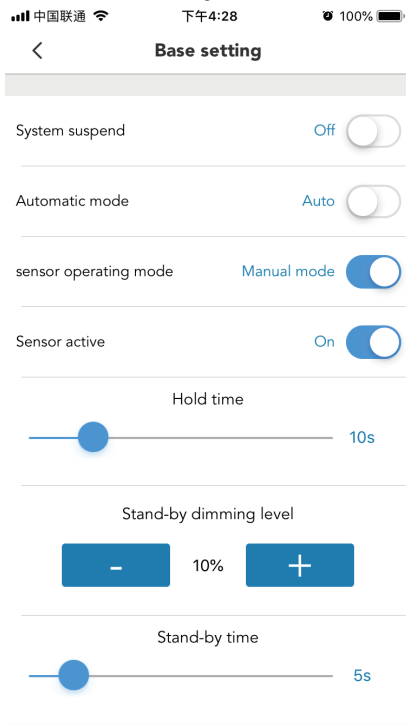 中国联通 下午4:28 100%
Base setting
System suspend Off
Automatic mode Auto
sensor operating mode Manual mode
Sensor active On
Hold time
10s
Stand-by dimming level
- 10% +
Stand-by time
5s